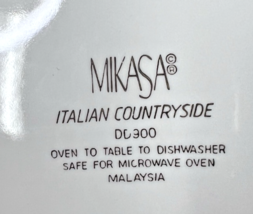 MIKASA ©
ITALIAN COUNTRYSIDE
DD900
OVEN TO TABLE TO DISHWASHER
SAFE FOR MICROWAVE OVEN
MALAYSIA